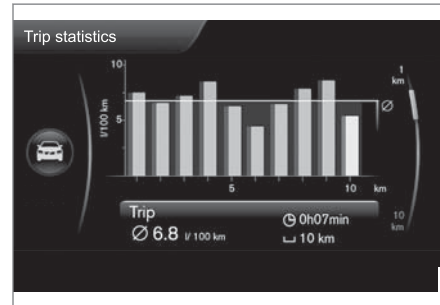 Trip statistics
10
l/100 km
5
Ø
5 10 km
1
km
10
km
Trip
Ø 6.8 l/ 100 km
0h07min
10 km